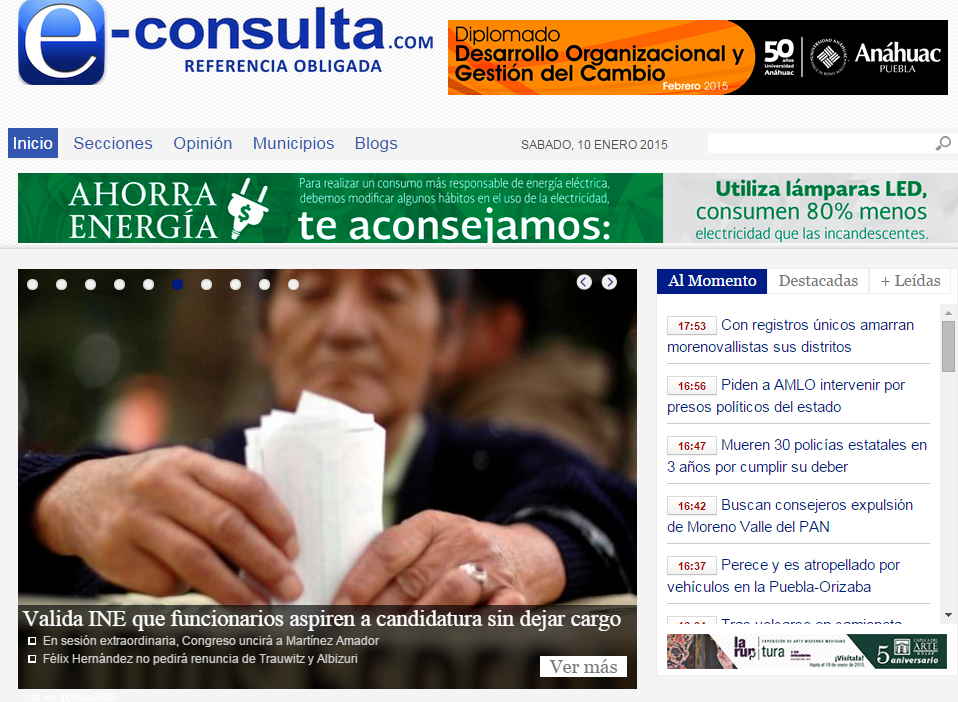 e-consulta.COM
REFERENCIA OBLIGADA
Diplomado
Desarrollo Organizacional y
Gestión del Cambio
Febrero 2015
50
años
Universidad
Anáhuac
Anáhuac
PUEBLA
Inicio Secciones Opinión Municipios Blogs
SABADO, 10 ENERO 2015
AHORRA
ENERGÍA
$
Para realizar un consumo más responsable de energía eléctrica,
debemos modificar algunos hábitos en el uso de la electricidad,
te aconsejamos:
Utiliza lámparas LED,
consumen 80% menos
electricidad que las incandescentes.
Valida INE que funcionarios aspiren a candidatura sin dejar cargo
En sesión extraordinaria, Congreso uncirá a Martínez Amador
Félix Hernández no pedirá renuncia de Trauwitz y Albizuri
Ver más
Al Momento Destacadas + Leídas
17:53 Con registros únicos amarran
morenovallistas sus distritos
16:56 Piden a AMLO intervenir por
presos políticos del estado
16:47 Mueren 30 policías estatales en
3 años por cumplir su deber
16:42 Buscan consejeros expulsión
de Moreno Valle del PAN
16:37 Perece y es atropellado por
vehículos en la Puebla-Orizaba
la
rup tura
EXPOSICIÓN DE ARTE MODERNO MEXICANO
¡Visítala!
Hasta el 18 de enero de 2015
5
aniversario
CAPILLA DEL
ARTE
UDLAP